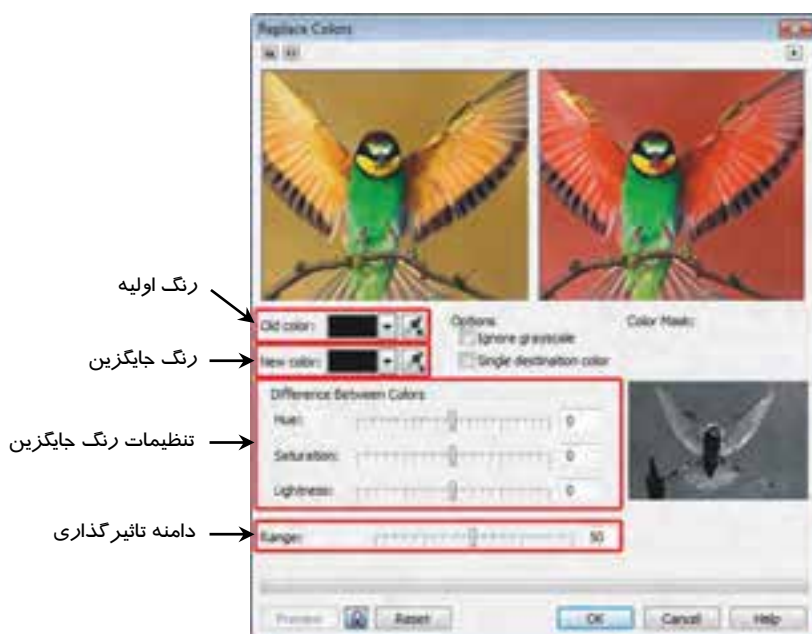 Replace Colors
رنگ اولیه
Old color:
Options
Color Mask:
Ignore grayscale
رنگ جایگزین
New color:
Single destination color
Difference Between Colors
Hue: 0
تنظیمات رنگ جایگزین
Saturation: 0
Lightness: 0
دامنه تاثیرگذاری
Range: 50
Preview
Reset
OK
Cancel
Help